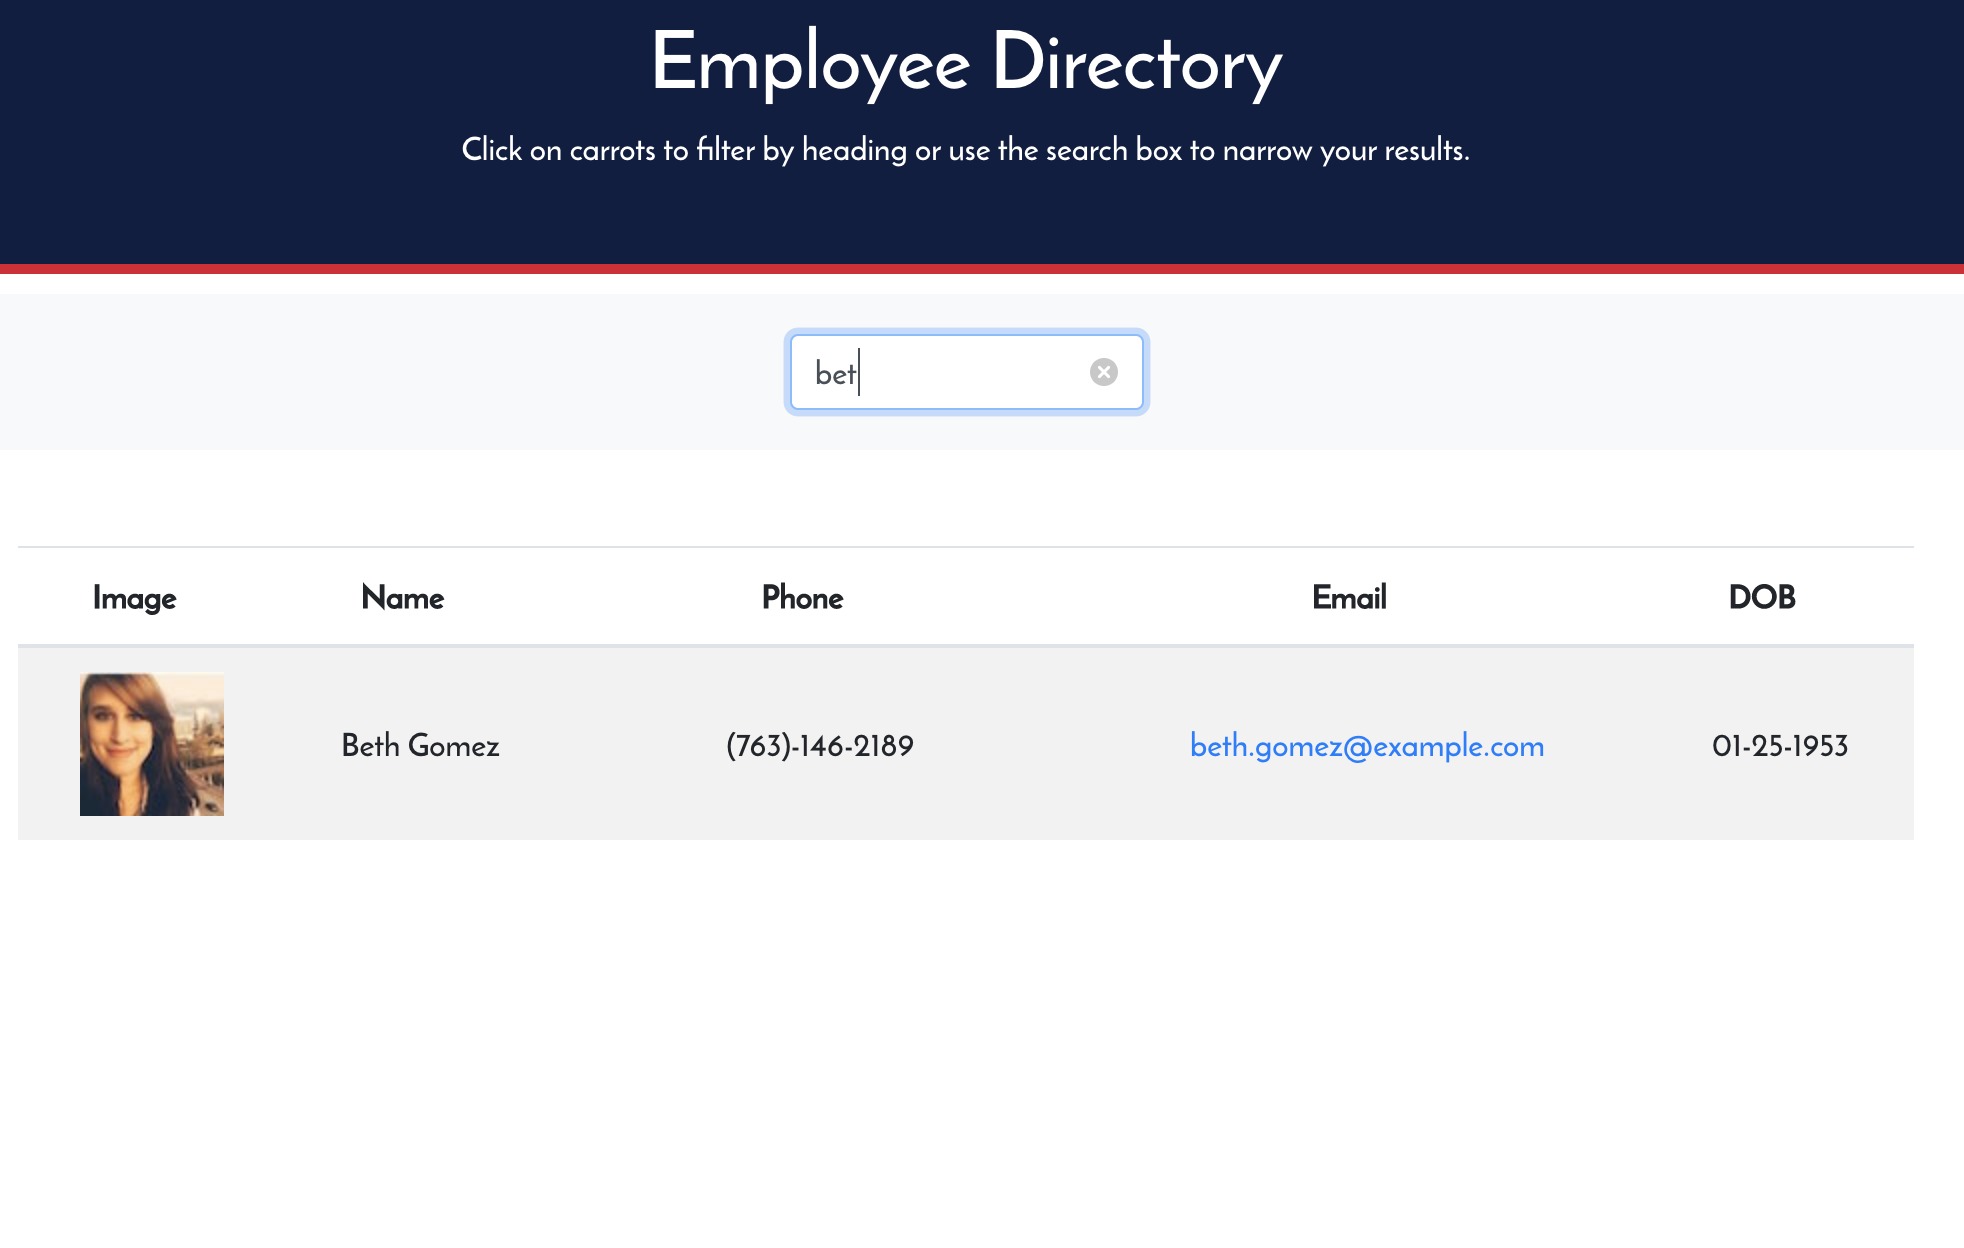 Employee Directory
Click on carrots to filter by heading or use the search box to narrow your results.
bet
Image Name Phone Email DOB
Beth Gomez (763)-146-2189 beth.gomez@example.com 01-25-1953